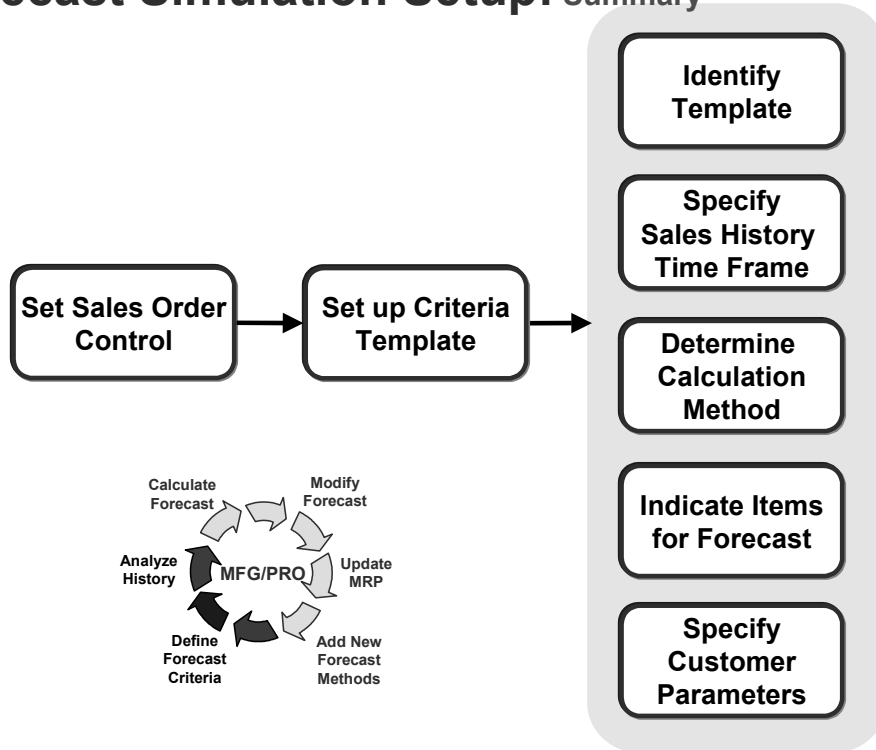 Simulation Setup: Summary
Identify
Template
Specify
Sales History
Time Frame
Set Sales Order
Control
Set up Criteria
Template
Determine
Calculation
Method
Indicate Items
for Forecast
Specify
Customer
Parameters
Calculate
Forecast
Modify
Forecast
Analyze
History
MFG/PRO
Update
MRP
Define
Forecast
Criteria
Add New
Forecast
Methods